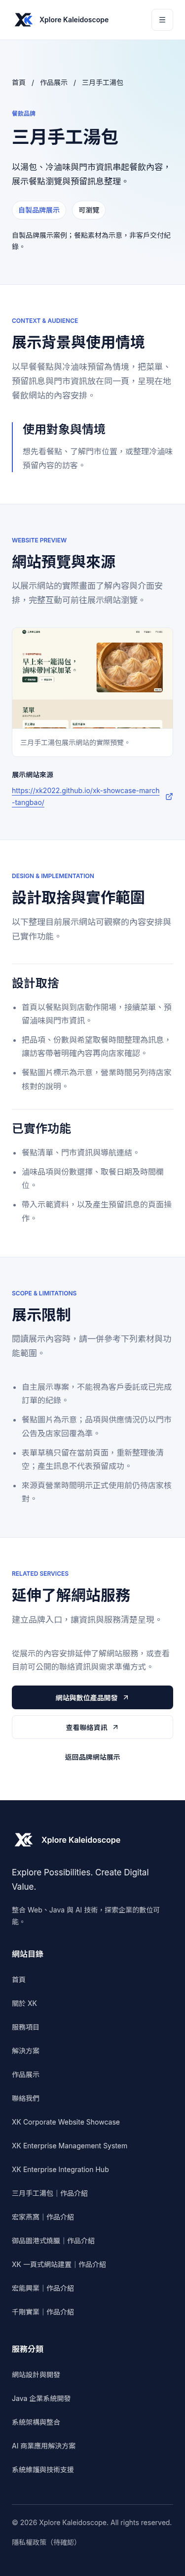 Xplore Kaleidoscope
首頁 / 作品展示 / 三月手工湯包
餐飲品牌
三月手工湯包
以湯包、冷滷味與門市資訊串起餐飲內容，
展示餐點瀏覽與預留訊息整理。
自製品牌展示
可瀏覽
自製品牌展示案例；餐點素材為示意，非客戶交付紀
錄。
CONTEXT & AUDIENCE
展示背景與使用情境
以早餐餐點與冷滷味預留為情境，把菜單、
預留訊息與門市資訊放在同一頁，呈現在地
餐飲網站的內容安排。
使用對象與情境
想先看餐點、了解門市位置，或整理冷滷味
預留內容的訪客。
WEBSITE PREVIEW
網站預覽與來源
以展示網站的實際畫面了解內容與介面安
排，完整互動可前往展示網站瀏覽。
早上來一籠湯包，
滷味帶回家加菜。
菜單
三月手工湯包展示網站的實際預覽。
展示網站來源
https://xk2022.github.io/xk-showcase-march
-tangbao/
DESIGN & IMPLEMENTATION
設計取捨與實作範圍
以下整理目前展示網站可觀察的內容安排與
已實作功能。
設計取捨
首頁以餐點與到店動作開場，接續菜單、預
留滷味與門市資訊。
把品項、份數與希望取餐時間整理為訊息，
讓訪客帶著明確內容再向店家確認。
餐點圖片標示為示意，營業時間另列待店家
核對的說明。
已實作功能
餐點清單、門市資訊與導航連結。
滷味品項與份數選擇、取餐日期及時間欄
位。
帶入示範資料，以及產生預留訊息的頁面操
作。
SCOPE & LIMITATIONS
展示限制
閱讀展示內容時，請一併參考下列素材與功
能範圍。
自主展示專案，不能視為客戶委託或已完成
訂單的紀錄。
餐點圖片為示意；品項與供應情況仍以門市
公告及店家回覆為準。
表單草稿只留在當前頁面，重新整理後清
空；產生訊息不代表預留成功。
來源頁營業時間明示正式使用前仍待店家核
對。
RELATED SERVICES
延伸了解網站服務
建立品牌入口，讓資訊與服務清楚呈現。
從展示的內容安排延伸了解網站服務，或查看
目前可公開的聯絡資訊與需求準備方式。
網站與數位產品開發
查看聯絡資訊
返回品牌網站展示
Xplore Kaleidoscope
Explore Possibilities. Create Digital
Value.
整合 Web、Java 與 AI 技術，探索企業的數位可
能。
網站目錄
首頁
關於 XK
服務項目
解決方案
作品展示
聯絡我們
XK Corporate Website Showcase
XK Enterprise Management System
XK Enterprise Integration Hub
三月手工湯包｜作品介紹
宏家燕窩｜作品介紹
御品園港式燒臘｜作品介紹
XK 一頁式網站建置｜作品介紹
宏能興業｜作品介紹
千剛實業｜作品介紹
服務分類
網站設計與開發
Java 企業系統開發
系統架構與整合
AI 商業應用解決方案
系統維護與技術支援
© 2026 Xplore Kaleidoscope. All rights reserved.
隱私權政策（待確認）